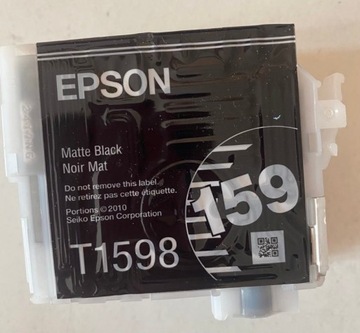 EPSON
Matte Black
Noir Mat
Do not remove this label.
Ne retirez pas cette étiquette.
Portions ©2010
Seiko Epson Corporation
159
T1598